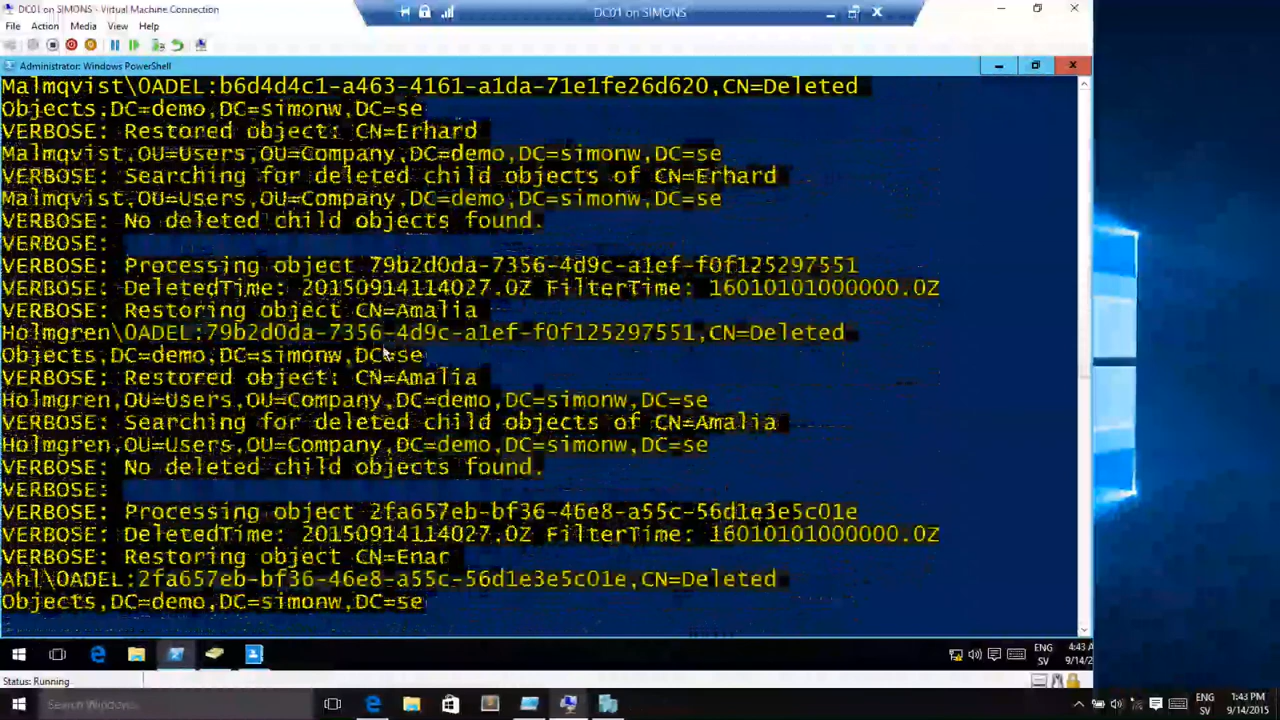 DC01 on SIMONS - Virtual Machine Connection
DC01 on SIMONS
File Action Media View Help
Administrator: Windows PowerShell
Malmqvist\0ADEL:b6d4d4c1-a463-4161-a1da-71e1fe26d620,CN=Deleted
Objects,DC=demo,DC=simonw,DC=se
VERBOSE: Restored object: CN=Erhard
Malmqvist,OU=Users,OU=Company,DC=demo,DC=simonw,DC=se
VERBOSE: Searching for deleted child objects of CN=Erhard
Malmqvist,OU=Users,OU=Company,DC=demo,DC=simonw,DC=se
VERBOSE: No deleted child objects found.
VERBOSE:
VERBOSE: Processing object 79b2d0da-7356-4d9c-a1ef-f0f125297551
VERBOSE: DeletedTime: 20150914114027.0Z FilterTime: 16010101000000.0Z
VERBOSE: Restoring object CN=Amalia
Holmgren\0ADEL:79b2d0da-7356-4d9c-a1ef-f0f125297551,CN=Deleted
Objects,DC=demo,DC=simonw,DC=se
VERBOSE: Restored object: CN=Amalia
Holmgren,OU=Users,OU=Company,DC=demo,DC=simonw,DC=se
VERBOSE: Searching for deleted child objects of CN=Amalia
Holmgren,OU=Users,OU=Company,DC=demo,DC=simonw,DC=se
VERBOSE: No deleted child objects found.
VERBOSE:
VERBOSE: Processing object 2fa657eb-bf36-46e8-a55c-56d1e3e5c01e
VERBOSE: DeletedTime: 20150914114027.0Z FilterTime: 16010101000000.0Z
VERBOSE: Restoring object CN=Enar
Ahl\0ADEL:2fa657eb-bf36-46e8-a55c-56d1e3e5c01e,CN=Deleted
Objects,DC=demo,DC=simonw,DC=se
ENG 4:43 A
SV 9/14/2
Status: Running
Search Windows
ENG 1:43 PM
SV 9/14/2015